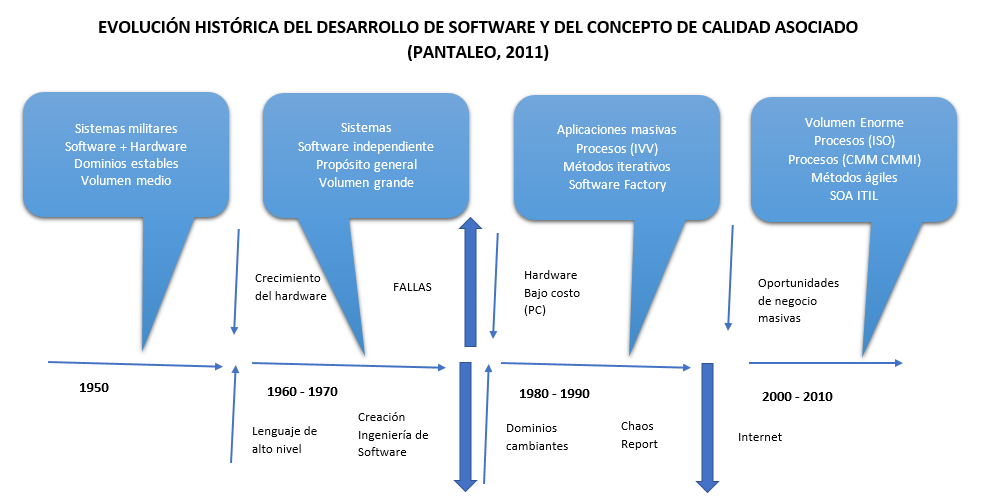 EVOLUCIÓN HISTÓRICA DEL DESARROLLO DE SOFTWARE Y DEL CONCEPTO DE CALIDAD ASOCIADO
(PANTALEO, 2011)
Sistemas militares
Software + Hardware
Dominios estables
Volumen medio
Sistemas
Software independiente
Propósito general
Volumen grande
Aplicaciones masivas
Procesos (IVV)
Métodos iterativos
Software Factory
Volumen Enorme
Procesos (ISO)
Procesos (CMM CMMI)
Métodos ágiles
SOA ITIL
Crecimiento
del hardware
FALLAS
Hardware
Bajo costo
(PC)
Oportunidades
de negocio
masivas
1950
1960 - 1970
1980 - 1990
2000 - 2010
Lenguaje de
alto nivel
Creación
Ingeniería de
Software
Dominios
cambiantes
Chaos
Report
Internet